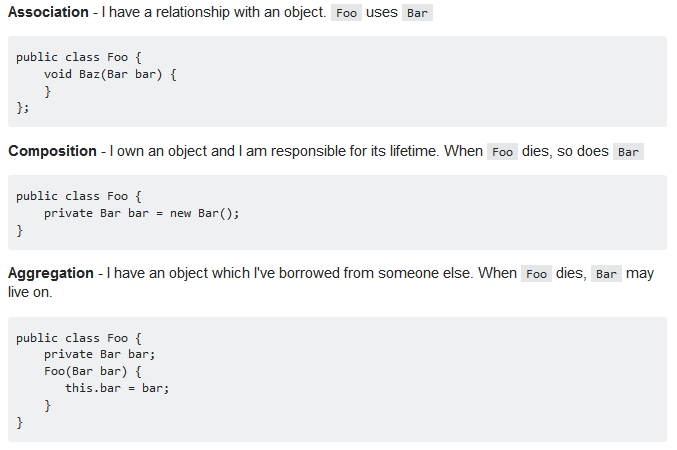 Association - I have a relationship with an object. Foo uses Bar
public class Foo {
    void Baz(Bar bar) {
    }
};
Composition - I own an object and I am responsible for its lifetime. When Foo dies, so does Bar
public class Foo {
    private Bar bar = new Bar();
}
Aggregation - I have an object which I've borrowed from someone else. When Foo dies, Bar may
live on.
public class Foo {
    private Bar bar;
    Foo(Bar bar) {
       this.bar = bar;
    }
}